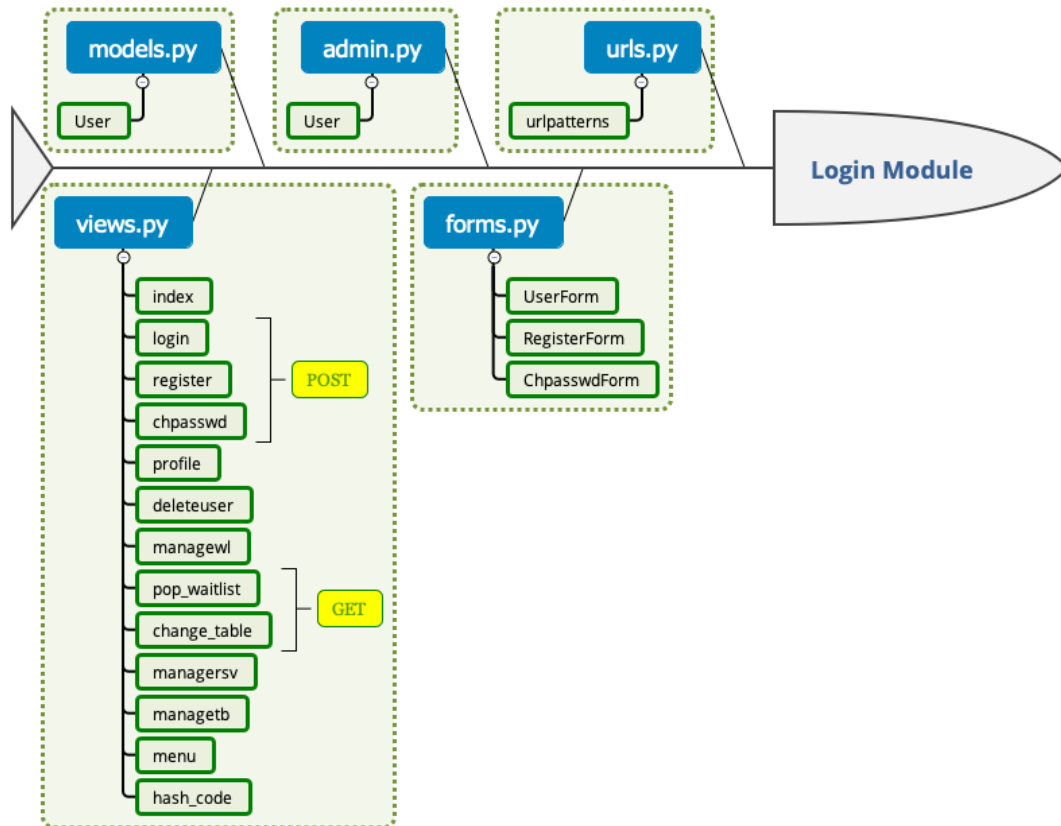 models.py
User
admin.py
User
urls.py
urlpatterns
Login Module
views.py
index
login
register
chpasswd
POST
profile
deleteuser
managewl
pop_waitlist
change_table
GET
managersv
managetb
menu
hash_code
forms.py
UserForm
RegisterForm
ChpasswdForm